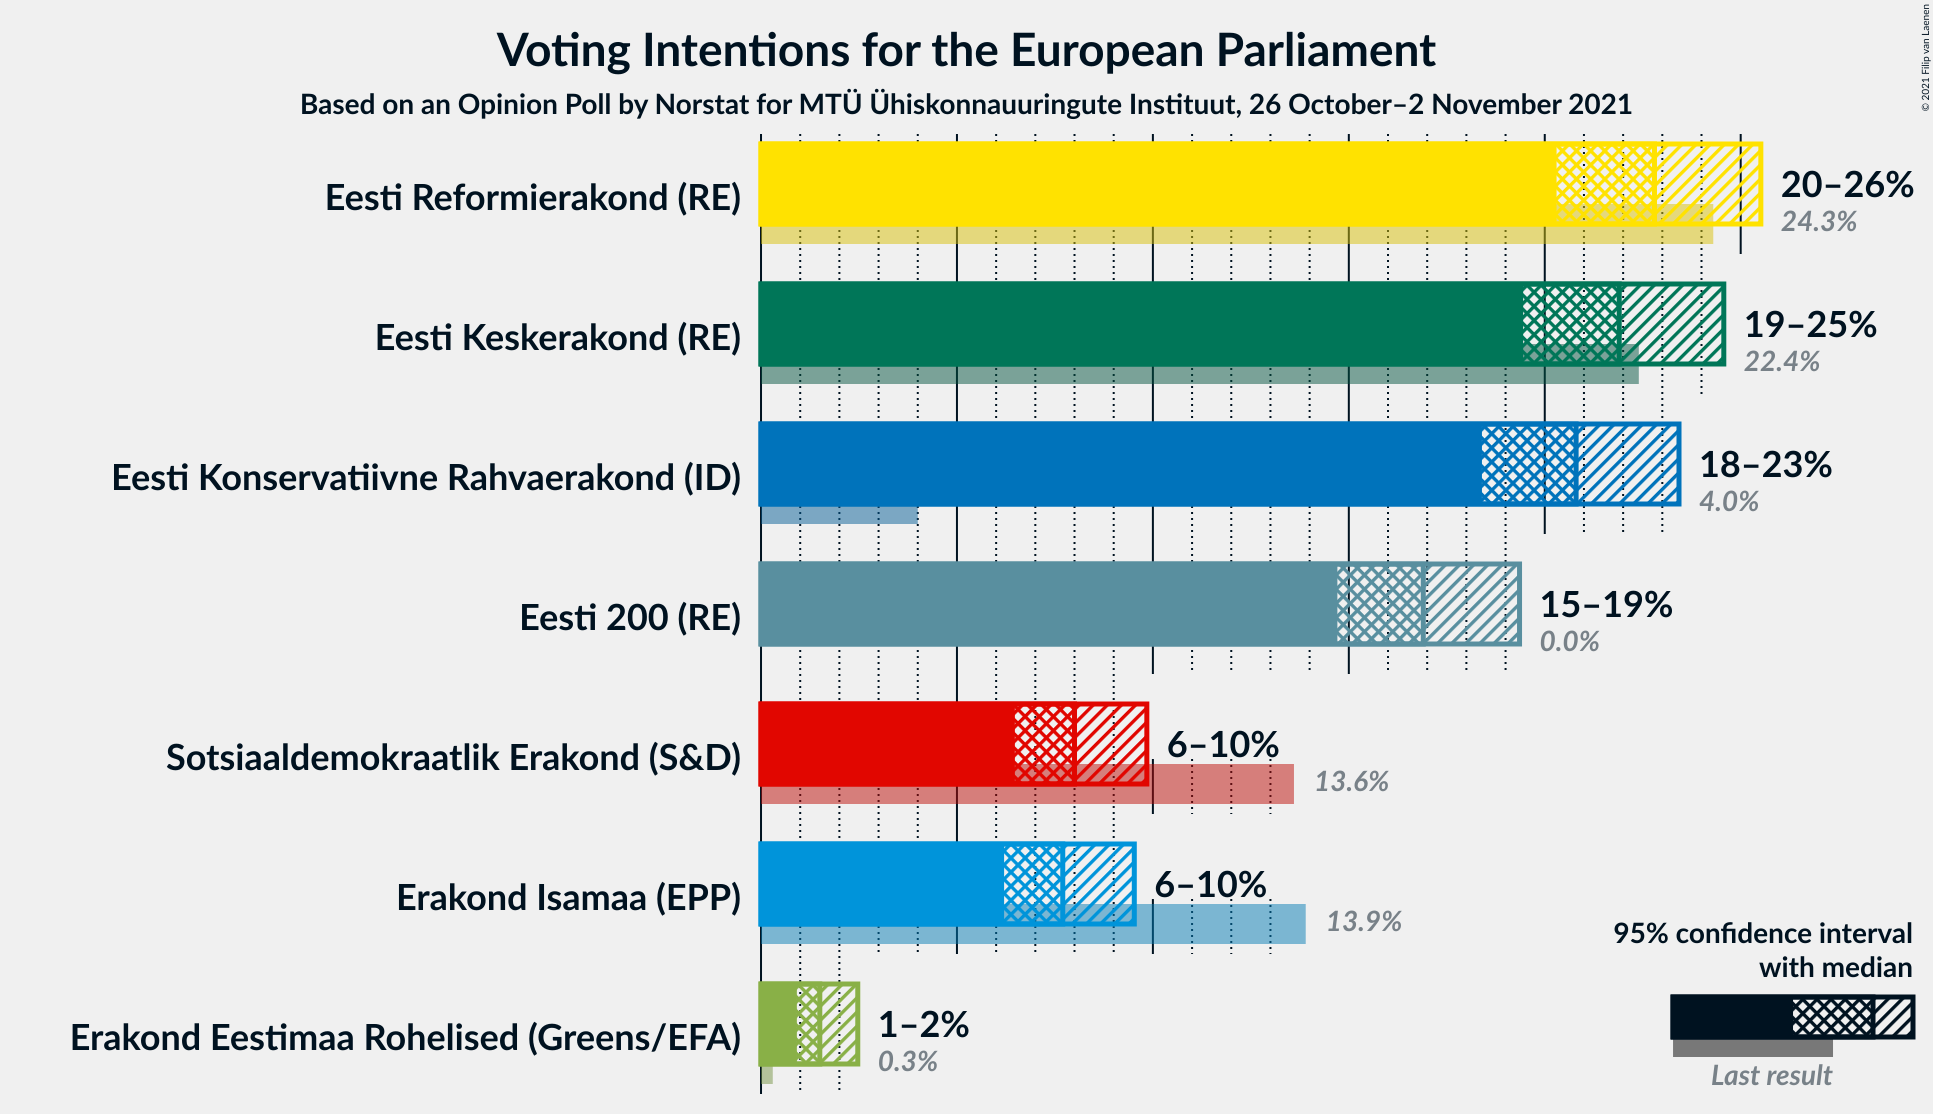 Voting Intentions for the European Parliament
Based on an Opinion Poll by Norstat for MTÜ Ühiskonnauuringute Instituut, 26 October–2 November 2021
© 2021 Filip van Laenen
Eesti Reformierakond (RE)
20–26%
24.3%
Eesti Keskerakond (RE)
19–25%
22.4%
Eesti Konservatiivne Rahvaerakond (ID)
18–23%
4.0%
Eesti 200 (RE)
15–19%
0.0%
Sotsiaaldemokraatlik Erakond (S&D)
6–10%
13.6%
Erakond Isamaa (EPP)
6–10%
13.9%
Erakond Eestimaa Rohelised (Greens/EFA)
1–2%
0.3%
95% confidence interval
with median
Last result